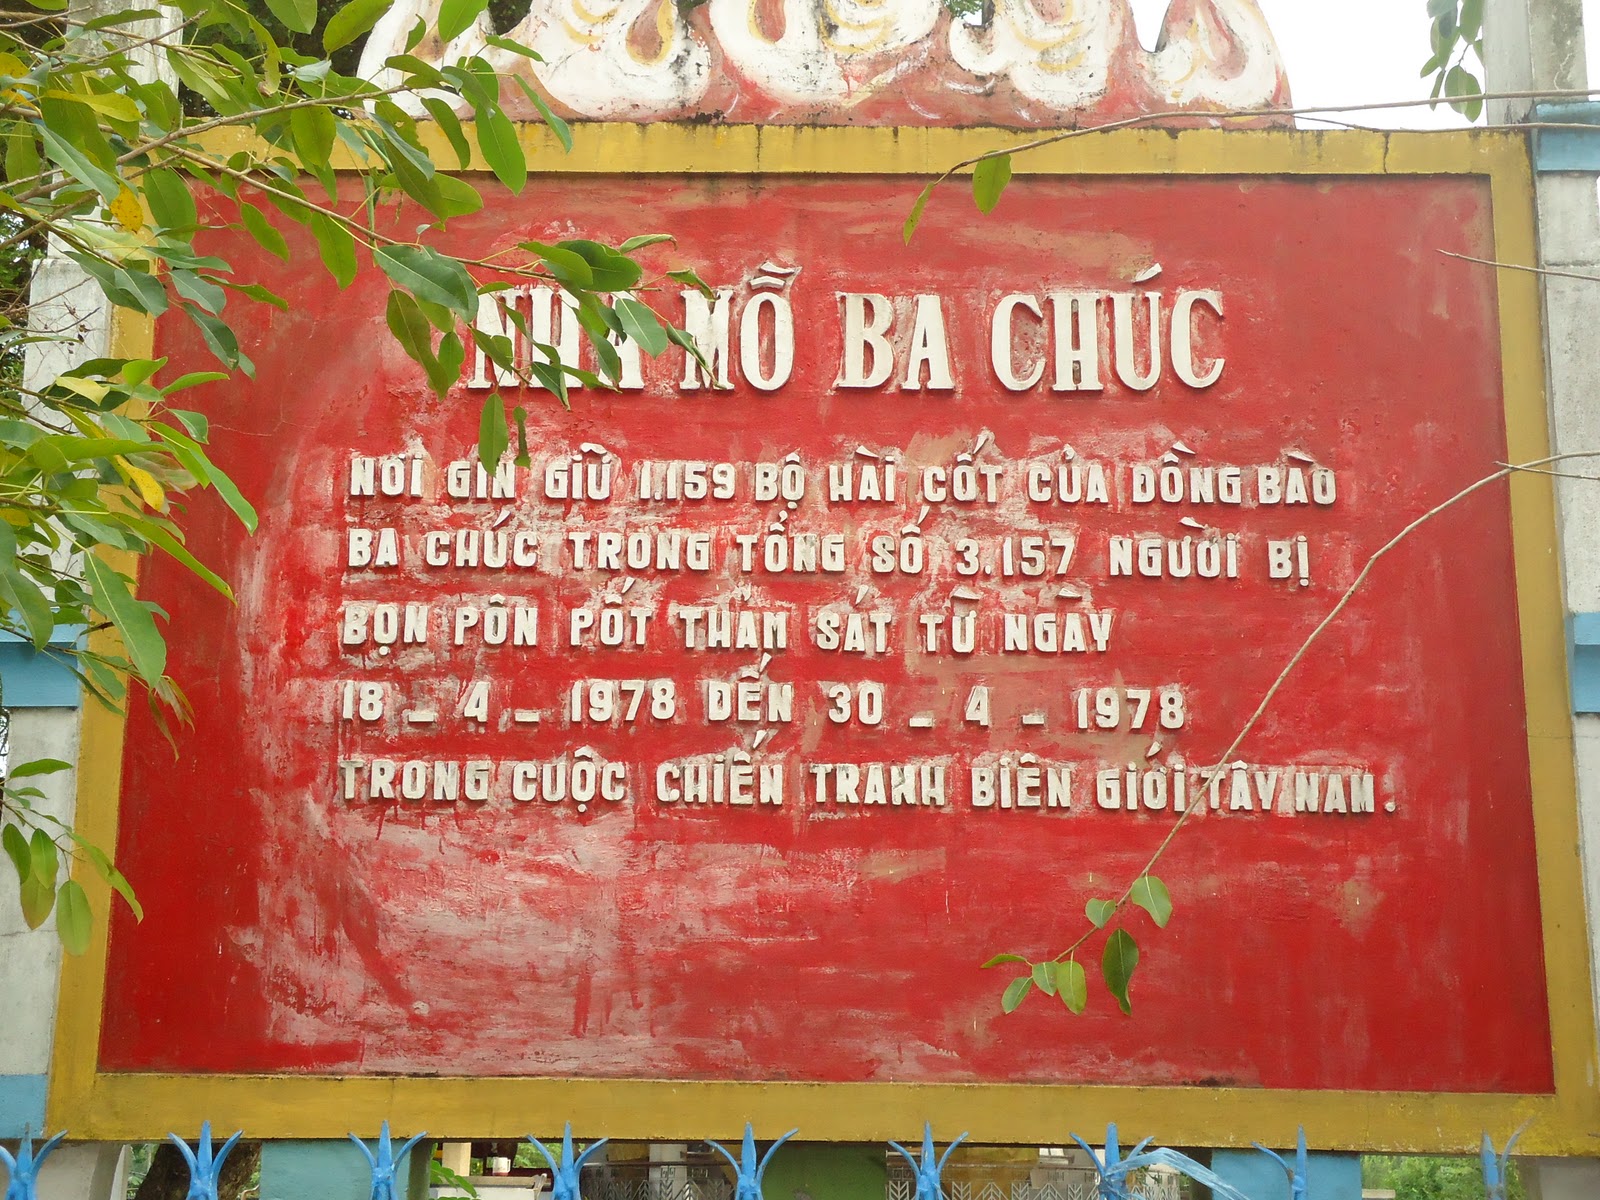 NHÀ MỒ BA CHÚC
NƠI GÌN GIỮ 1.159 BỘ HÀI CỐT CỦA ĐỒNG BÀO
BA CHÚC TRONG TỔNG SỐ 3.157 NGƯỜI BỊ
BỌN PÔN PỐT THẢM SÁT TỪ NGÀY
18 - 4 - 1978 ĐẾN 30 - 4 - 1978
TRONG CUỘC CHIẾN TRANH BIÊN GIỚI TÂY NAM.